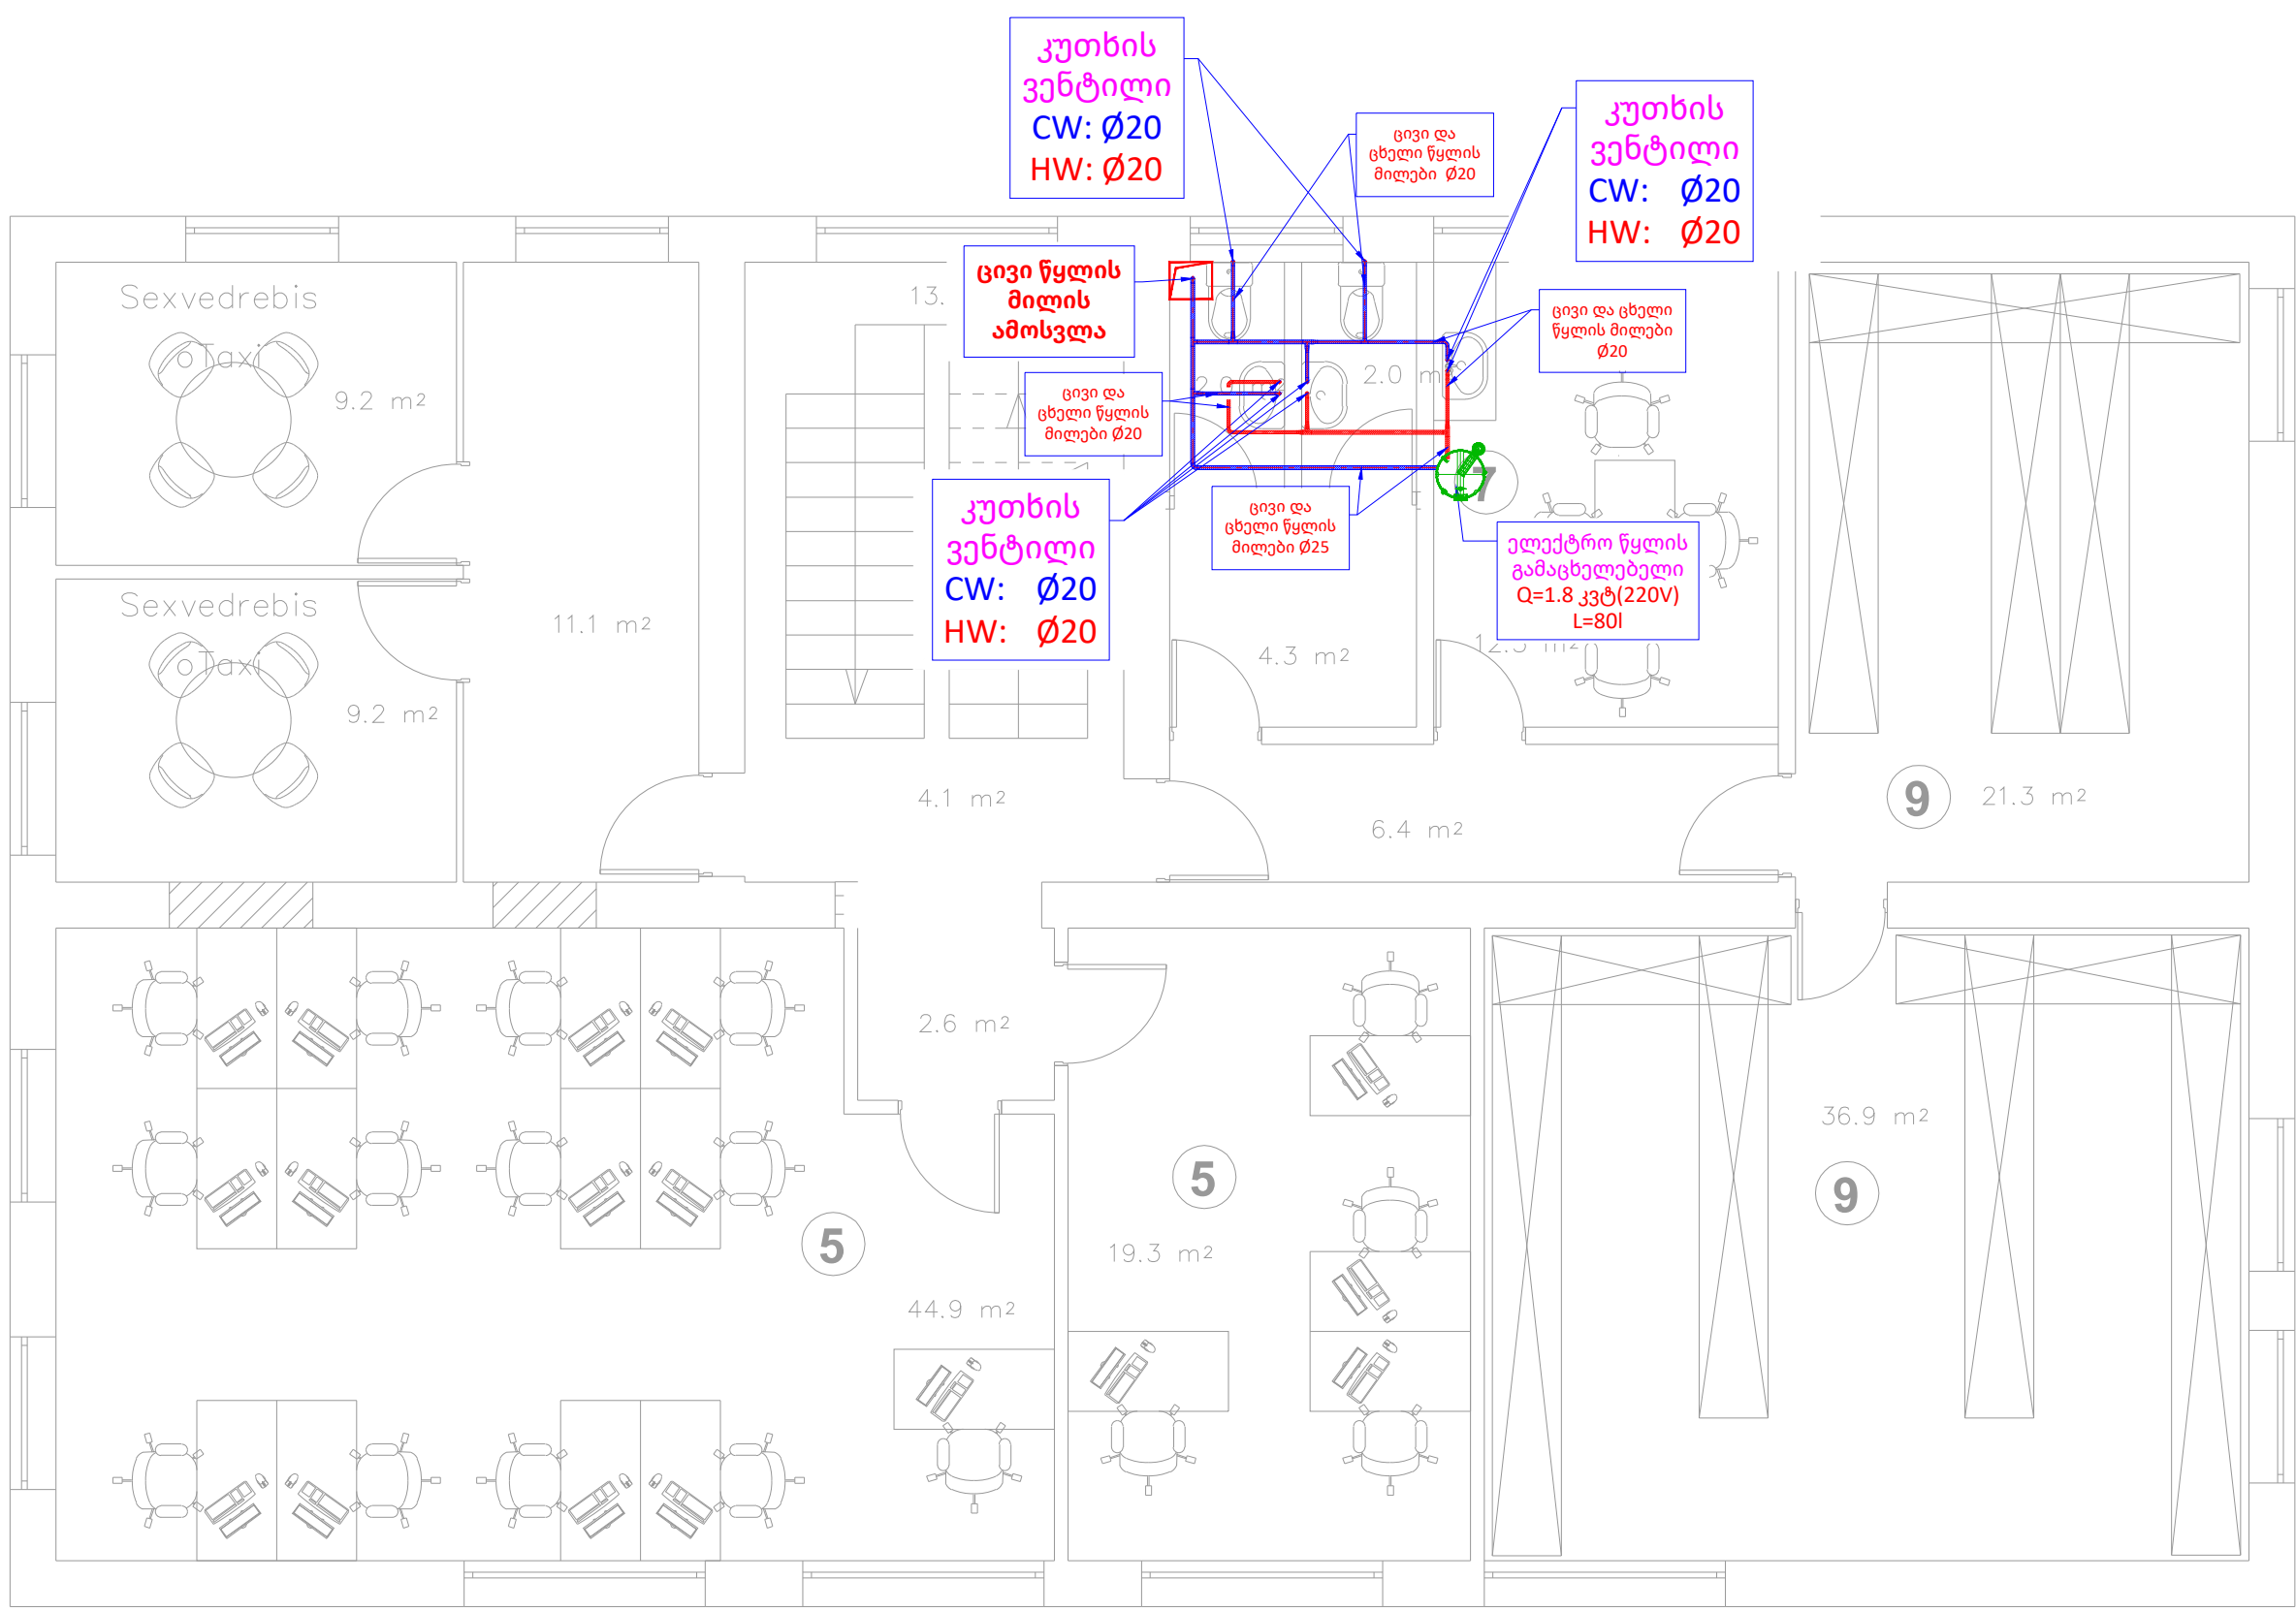 კუთხის
ვენტილი
CW: Ø20
HW: Ø20
კუთხის
ვენტილი
CW: Ø20
HW: Ø20
ცივი და
ცხელი წყლის
მილები Ø20
ცივი წყლის
მილის
ამოსვლა
ცივი და ცხელი
წყლის მილები
Ø20
ცივი და
ცხელი წყლის
მილები Ø20
კუთხის
ვენტილი
CW: Ø20
HW: Ø20
ცივი და
ცხელი წყლის
მილები Ø25
ელექტრო წყლის
გამაცხელებელი
Q=1.8 კვტ(220V)
L=80l
Sexvedrebis
oTaxi
9.2 m²
13.
2.0 m
7
Sexvedrebis
oTaxi
9.2 m²
11.1 m²
4.3 m²
4.1 m²
6.4 m²
9
21.3 m²
2.6 m²
5
44.9 m²
5
19.3 m²
36.9 m²
9